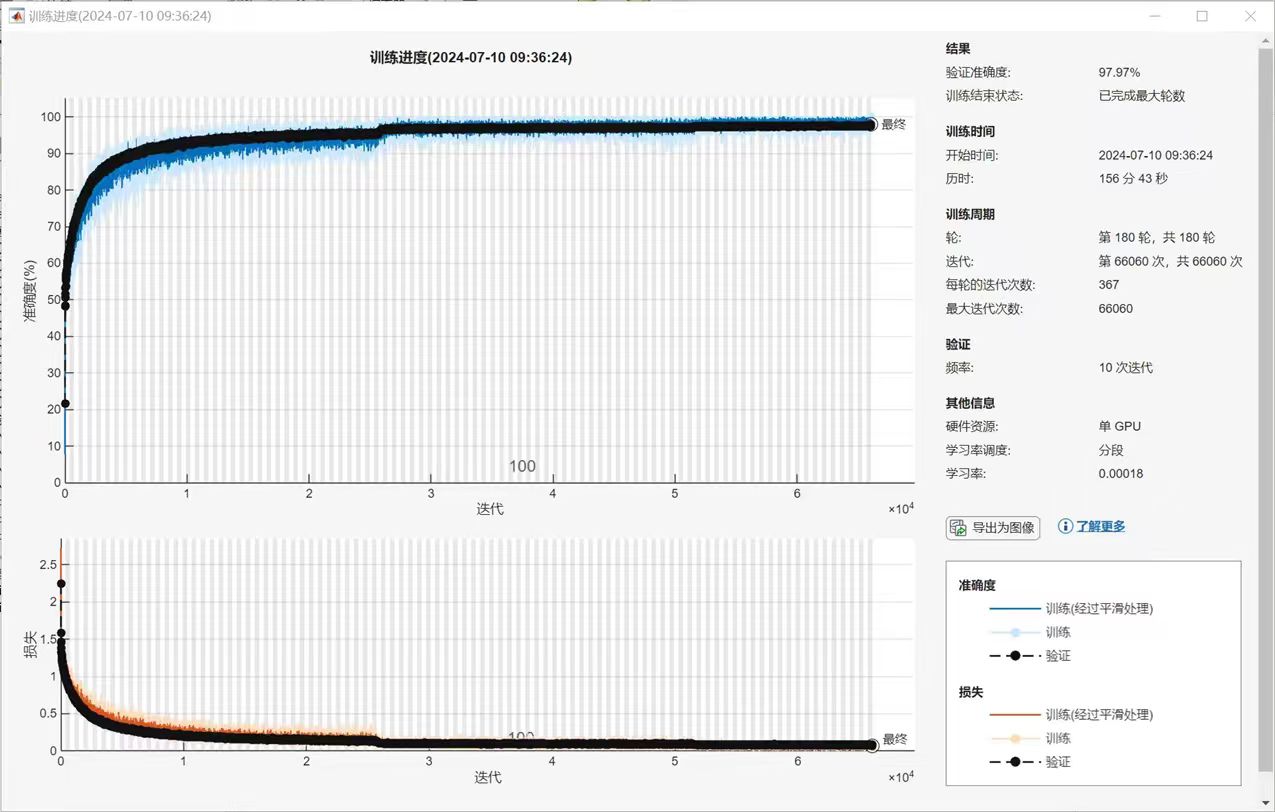 训练进度(2024-07-10 09:36:24)
训练进度(2024-07-10 09:36:24)
100
90
80
70
60
50
40
30
20
10
0
准确度(%)
最终
100
0 1 2 3 4 5 6
×10⁴
迭代
2.5
2
1.5
1
0.5
0
损失
最终
100
0 1 2 3 4 5 6
×10⁴
迭代
结果
验证准确度: 97.97%
训练结束状态: 已完成最大轮数
训练时间
开始时间: 2024-07-10 09:36:24
历时: 156 分 43 秒
训练周期
轮: 第 180 轮，共 180 轮
迭代: 第 66060 次，共 66060 次
每轮的迭代次数: 367
最大迭代次数: 66060
验证
频率: 10 次迭代
其他信息
硬件资源: 单 GPU
学习率调度: 分段
学习率: 0.00018
导出为图像 了解更多
准确度
训练(经过平滑处理)
训练
验证
损失
训练(经过平滑处理)
训练
验证